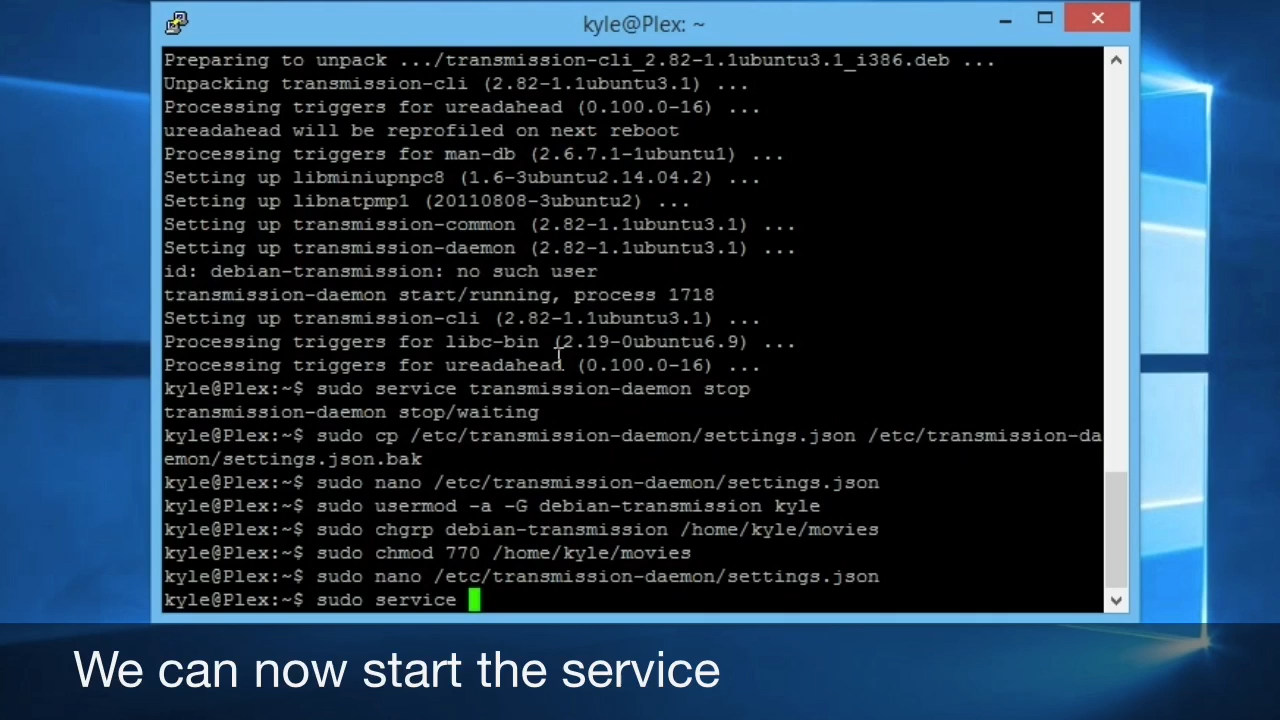 kyle@Plex: ~
Preparing to unpack .../transmission-cli_2.82-1.1ubuntu3.1_i386.deb ...
Unpacking transmission-cli (2.82-1.1ubuntu3.1) ...
Processing triggers for ureadahead (0.100.0-16) ...
ureadahead will be reprofiled on next reboot
Processing triggers for man-db (2.6.7.1-1ubuntu1) ...
Setting up libminiupnpc8 (1.6-3ubuntu2.14.04.2) ...
Setting up libnatpmp1 (20110808-3ubuntu2) ...
Setting up transmission-common (2.82-1.1ubuntu3.1) ...
Setting up transmission-daemon (2.82-1.1ubuntu3.1) ...
id: debian-transmission: no such user
transmission-daemon start/running, process 1718
Setting up transmission-cli (2.82-1.1ubuntu3.1) ...
Processing triggers for libc-bin (2.19-0ubuntu6.9) ...
Processing triggers for ureadahead (0.100.0-16) ...
kyle@Plex:~$ sudo service transmission-daemon stop
transmission-daemon stop/waiting
kyle@Plex:~$ sudo cp /etc/transmission-daemon/settings.json /etc/transmission-da
emon/settings.json.bak
kyle@Plex:~$ sudo nano /etc/transmission-daemon/settings.json
kyle@Plex:~$ sudo usermod -a -G debian-transmission kyle
kyle@Plex:~$ sudo chgrp debian-transmission /home/kyle/movies
kyle@Plex:~$ sudo chmod 770 /home/kyle/movies
kyle@Plex:~$ sudo nano /etc/transmission-daemon/settings.json
kyle@Plex:~$ sudo service
We can now start the service